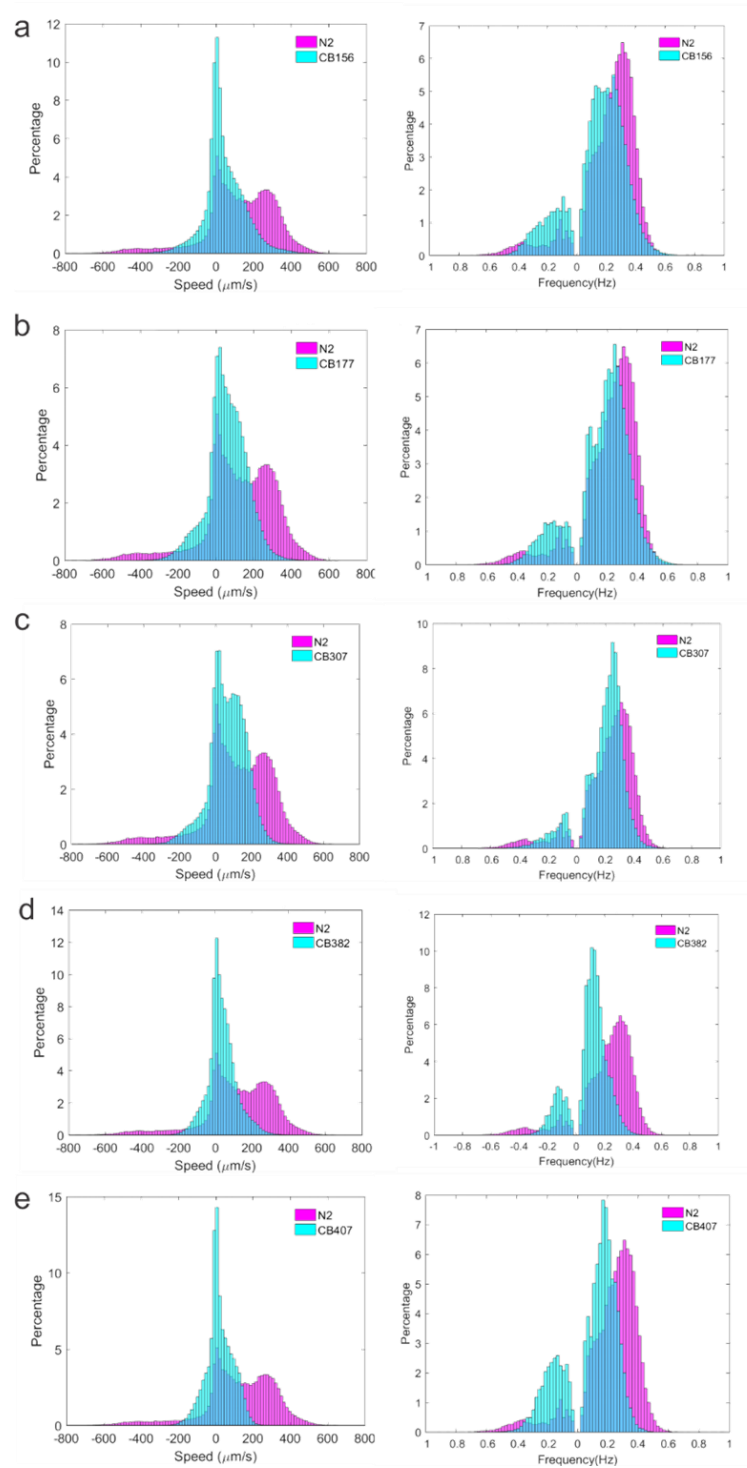 a
12
10
8
6
4
2
0
Percentage
N2
CB156
-800 -600 -400 -200 0 200 400 600 800
Speed (μm/s)
7
6
5
4
3
2
1
0
Percentage
N2
CB156
1 0.8 0.6 0.4 0.2 0 0.2 0.4 0.6 0.8 1
Frequency(Hz)
b
8
6
4
2
0
Percentage
N2
CB177
-800 -600 -400 -200 0 200 400 600 800
Speed (μm/s)
7
6
5
4
3
2
1
0
Percentage
N2
CB177
1 0.8 0.6 0.4 0.2 0 0.2 0.4 0.6 0.8 1
Frequency(Hz)
c
8
6
4
2
0
Percentage
N2
CB307
-800 -600 -400 -200 0 200 400 600 800
Speed (μm/s)
10
8
6
4
2
0
Percentage
N2
CB307
1 0.8 0.6 0.4 0.2 0 0.2 0.4 0.6 0.8 1
Frequency(Hz)
d
14
12
10
8
6
4
2
0
Percentage
N2
CB382
-800 -600 -400 -200 0 200 400 600 800
Speed (μm/s)
12
10
8
6
4
2
0
Percentage
N2
CB382
-1 -0.8 -0.6 -0.4 -0.2 0 0.2 0.4 0.6 0.8 1
Frequency(Hz)
e
15
10
5
0
Percentage
N2
CB407
-800 -600 -400 -200 0 200 400 600 800
Speed (μm/s)
8
7
6
5
4
3
2
1
0
Percentage
N2
CB407
1 0.8 0.6 0.4 0.2 0 0.2 0.4 0.6 0.8 1
Frequency(Hz)